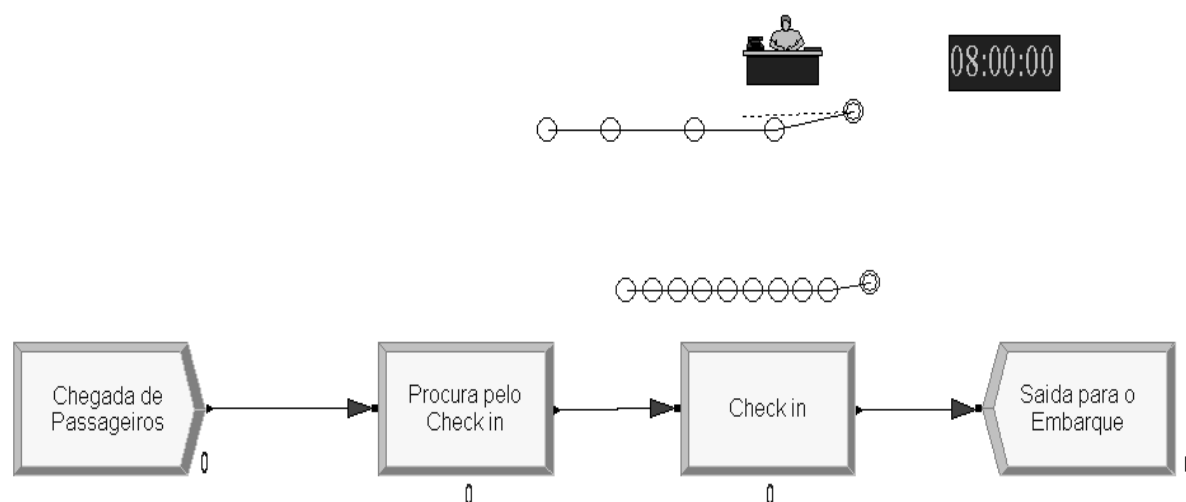 08:00:00
Chegada de
Passageiros
0
Procura pelo
Check in
0
Check in
0
Saida para o
Embarque